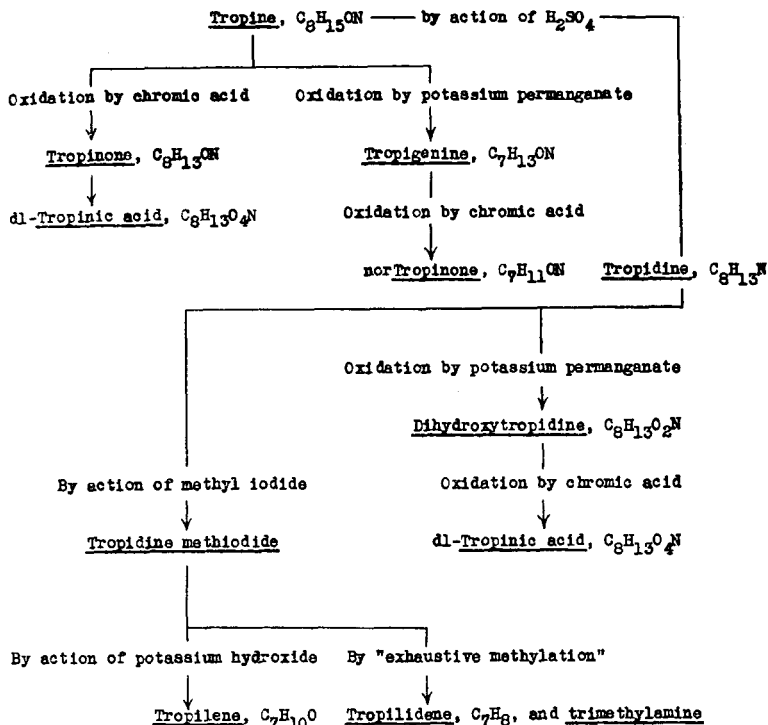 Tropine, C8H15ON — by action of H2SO4
Oxidation by chromic acid
Oxidation by potassium permanganate
Tropinone, C8H13ON
Tropigenine, C7H13ON
dl-Tropinic acid, C8H13O4N
Oxidation by chromic acid
norTropinone, C7H11ON
Tropidine, C8H13N
Oxidation by potassium permanganate
Dihydroxytropidine, C8H13O2N
By action of methyl iodide
Oxidation by chromic acid
Tropidine methiodide
dl-Tropinic acid, C8H13O4N
By action of potassium hydroxide
By "exhaustive methylation"
Tropilene, C7H10O
Tropilidene, C7H8, and trimethylamine